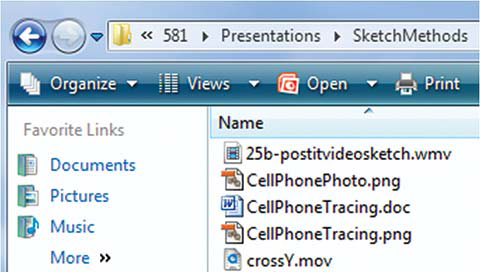 « 581 Presentations SketchMethods
Organize Views Open Print
Favorite Links
Documents
Pictures
Music
More »
Name
25b-postitvideosketch.wmv
CellPhonePhoto.png
CellPhoneTracing.doc
CellPhoneTracing.png
crossY.mov